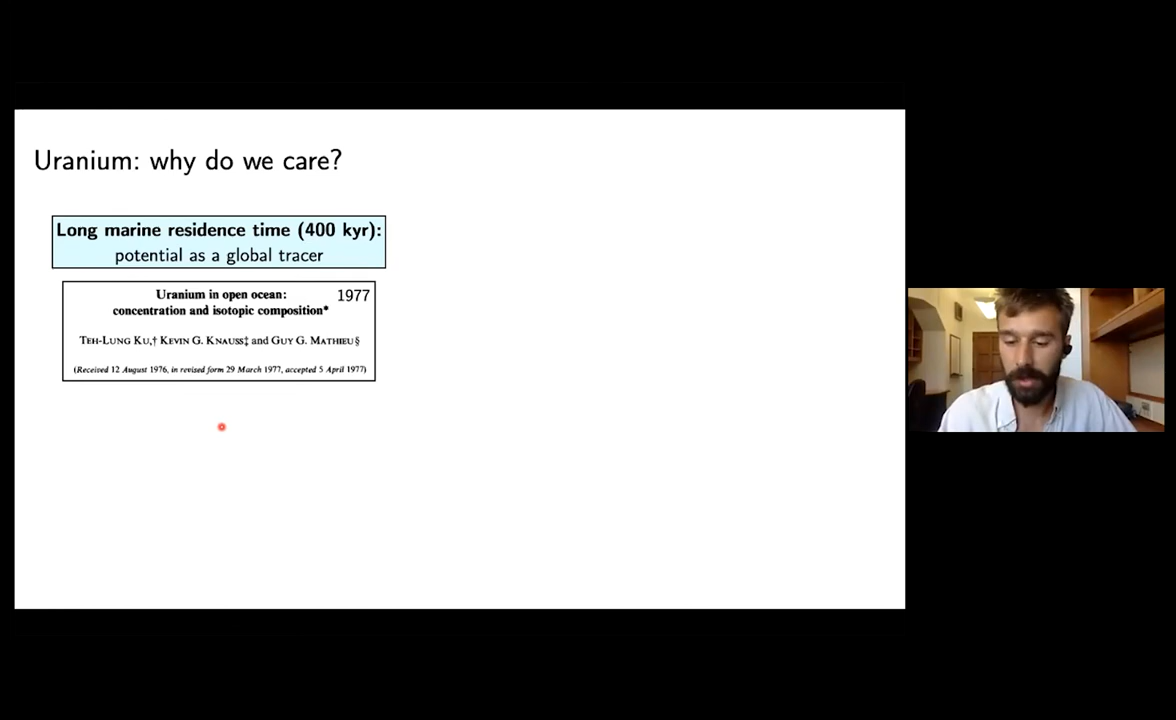 Uranium: why do we care?
Long marine residence time (400 kyr):
potential as a global tracer
Uranium in open ocean: 1977
concentration and isotopic composition*
TEH-LUNG KU,† KEVIN G. KNAUSS‡ and GUY G. MATHIEU§
(Received 12 August 1976, in revised form 29 March 1977, accepted 5 April 1977)